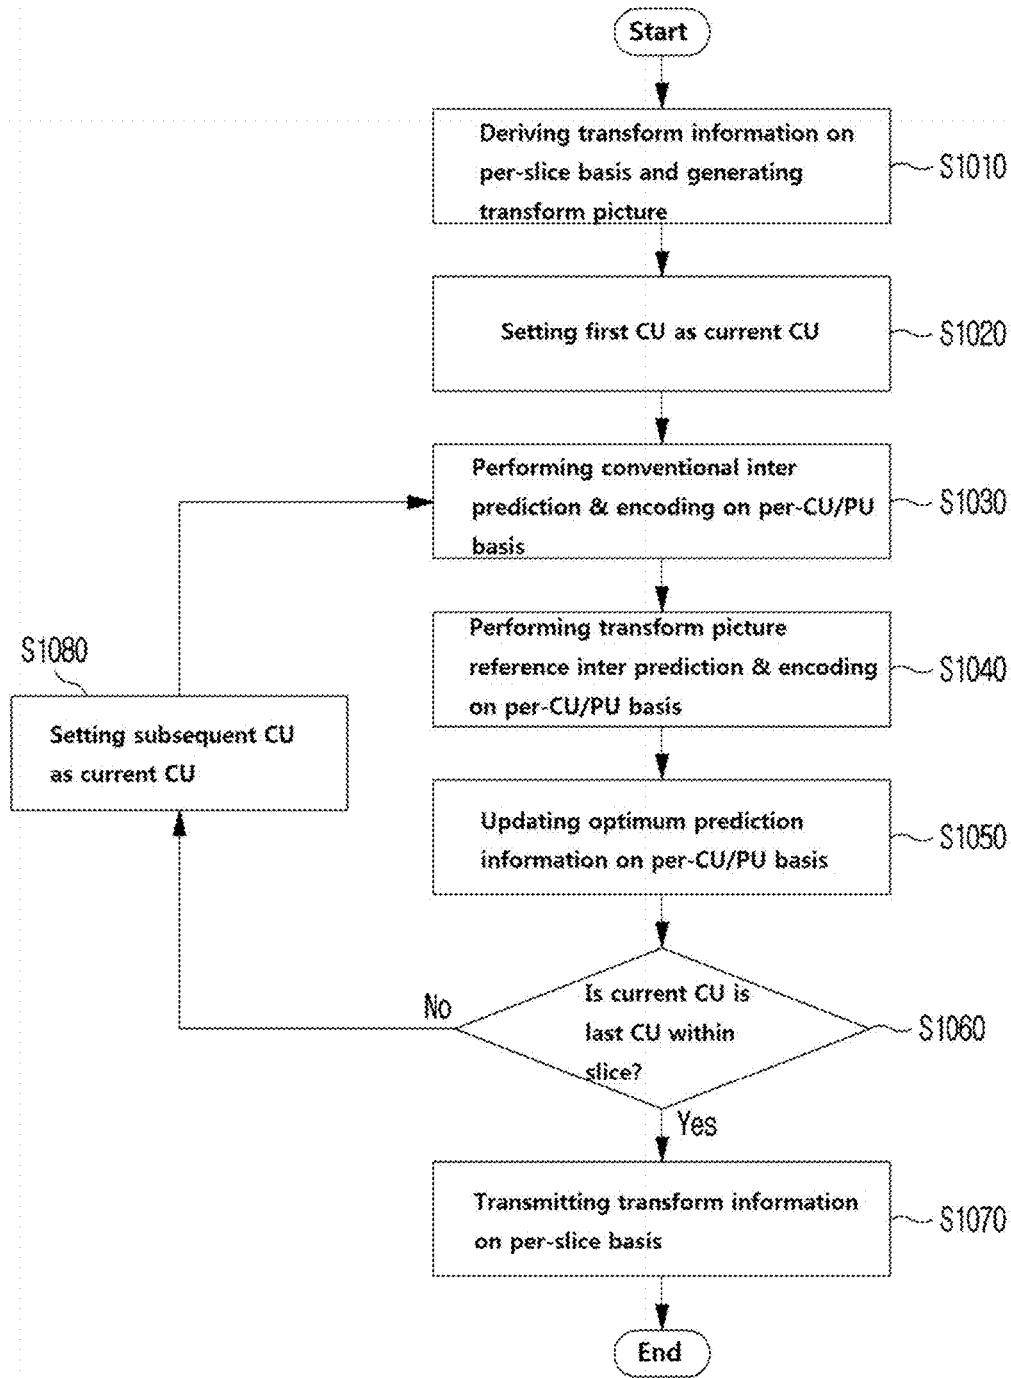 Start
Deriving transform information on
per-slice basis and generating
transform picture
S1010
Setting first CU as current CU
S1020
Performing conventional inter
prediction & encoding on per-CU/PU
basis
S1030
Performing transform picture
reference inter prediction & encoding
on per-CU/PU basis
S1040
S1080
Setting subsequent CU
as current CU
Updating optimum prediction
information on per-CU/PU basis
S1050
No
Is current CU is
last CU within
slice?
S1060
Yes
Transmitting transform information
on per-slice basis
S1070
End